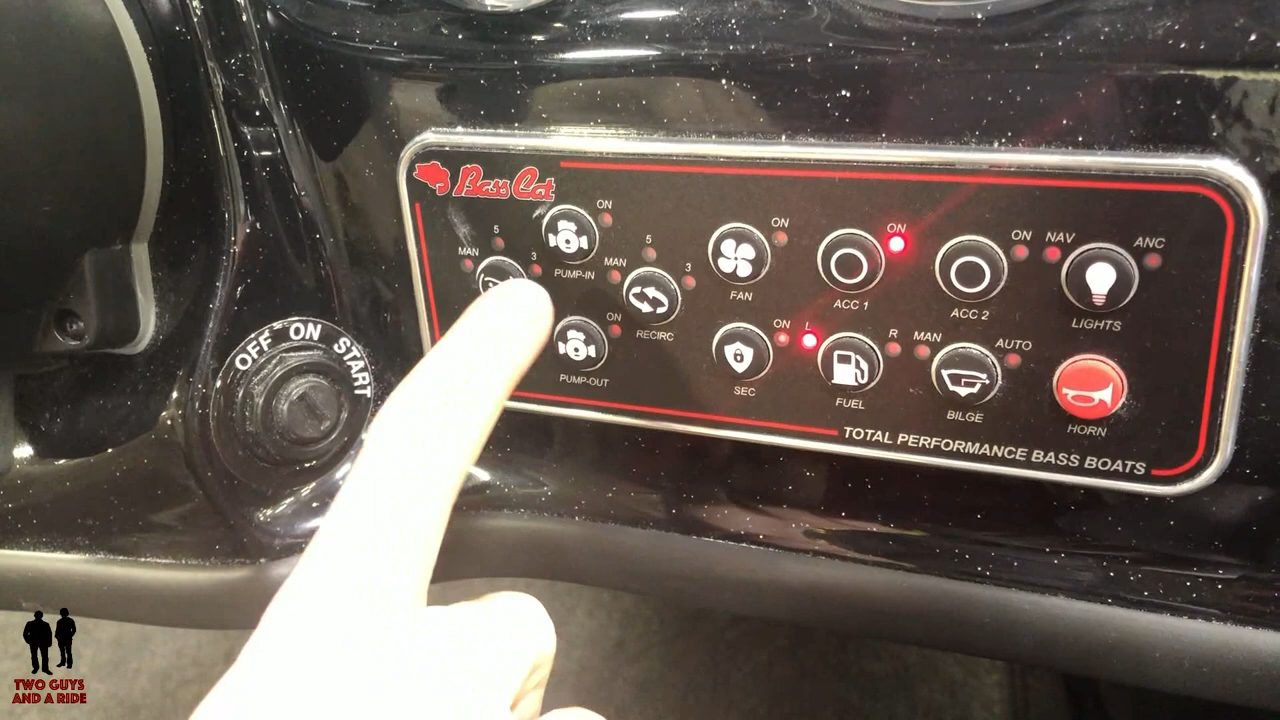 Bass Cat
ON
5
MAN
3
PUMP-IN
5
MAN
3
RECIRC
ON
PUMP-OUT
ON
FAN
ON
ACC 1
ON
ACC 2
NAV
ANC
LIGHTS
ON
SEC
L
R
FUEL
MAN
AUTO
BILGE
HORN
TOTAL PERFORMANCE BASS BOATS
OFF ON START
TWO GUYS
AND A RIDE